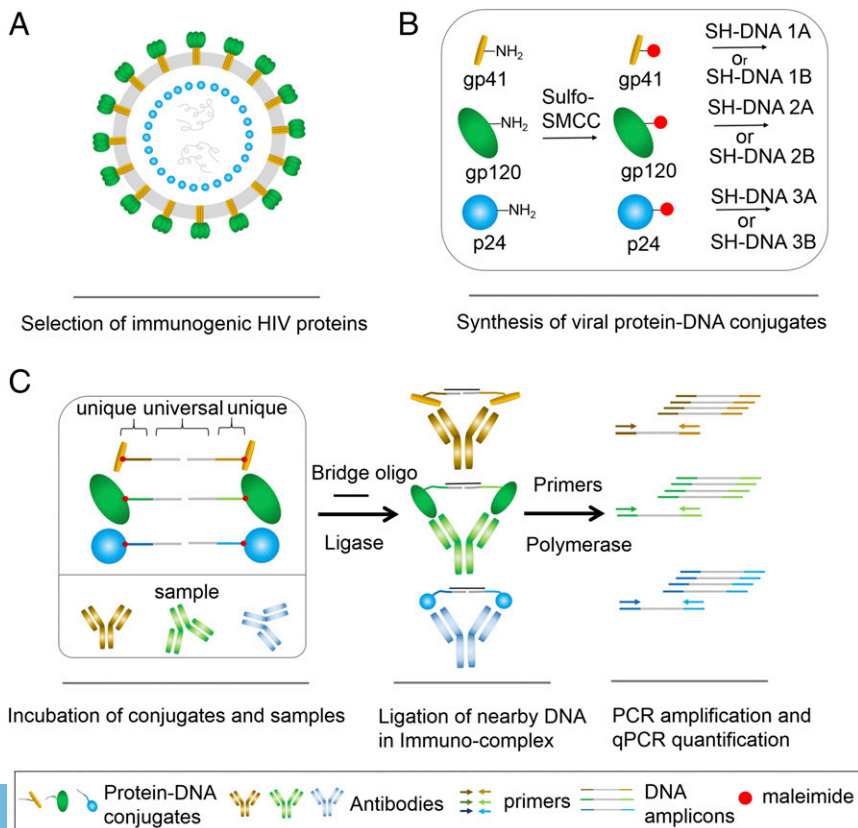 A
B
gp41
NH2
gp120
NH2
p24
NH2
Sulfo-
SMCC
gp41
gp120
p24
SH-DNA 1A
or
SH-DNA 1B
SH-DNA 2A
or
SH-DNA 2B
SH-DNA 3A
or
SH-DNA 3B
Selection of immunogenic HIV proteins
Synthesis of viral protein-DNA conjugates
C
unique universal unique
sample
Bridge oligo
Ligase
Primers
Polymerase
Incubation of conjugates and samples
Ligation of nearby DNA
in Immuno-complex
PCR amplification and
qPCR quantification
Protein-DNA
conjugates
Antibodies
primers
DNA
amplicons
maleimide